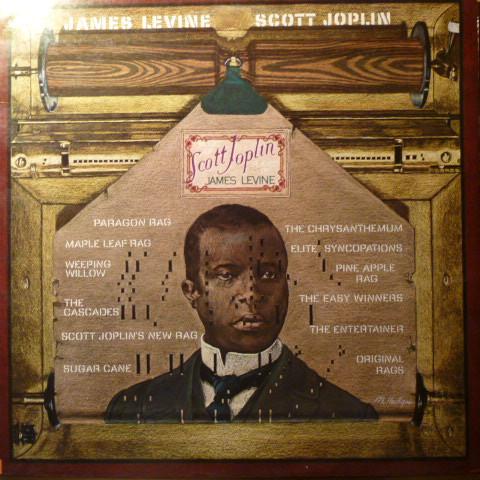 JAMES LEVINE SCOTT JOPLIN
Scott Joplin
JAMES LEVINE
PARAGON RAG
MAPLE LEAF RAG
WEEPING
WILLOW
THE
CASCADES
SCOTT JOPLIN'S NEW RAG
SUGAR CANE
THE CHRYSANTHEMUM
ELITE SYNCOPATIONS
PINE APPLE
RAG
THE EASY WINNERS
THE ENTERTAINER
ORIGINAL
RAGS